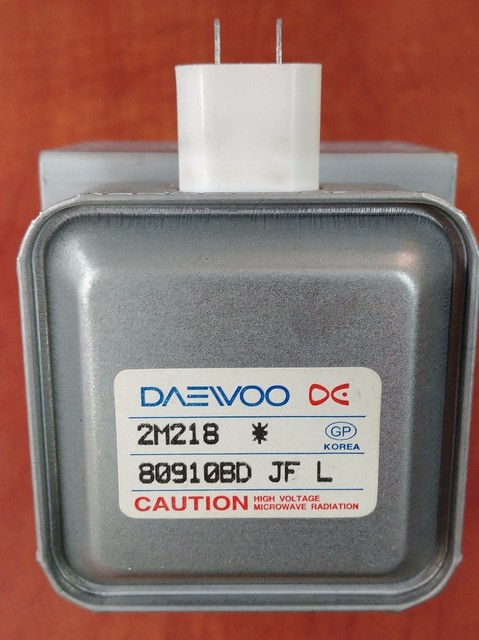 DAEWOO
2M218 *
GP
KOREA
80910BD JF L
CAUTION HIGH VOLTAGE
MICROWAVE RADIATION